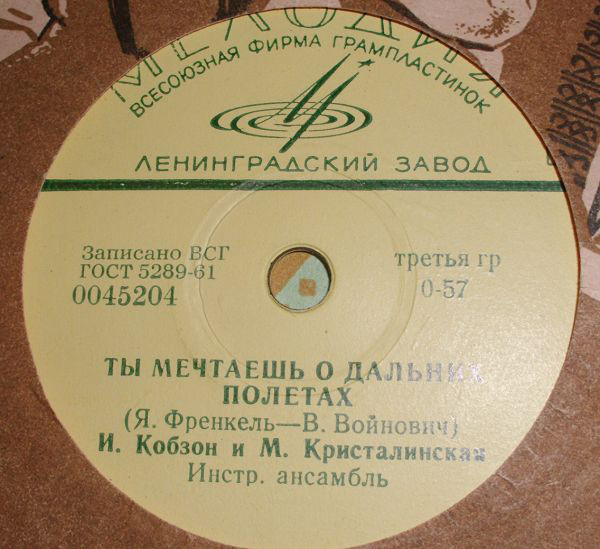 МЕЛОДИЯ
ВСЕСОЮЗНАЯ ФИРМА ГРАМПЛАСТИНОК
ЛЕНИНГРАДСКИЙ ЗАВОД
Записано ВСГ
ГОСТ 5289-61
0045204
третья гр
0-57
ТЫ МЕЧТАЕШЬ О ДАЛЬНИХ
ПОЛЕТАХ
(Я. Френкель—В. Войнович)
И. Кобзон и М. Кристалинская
Инстр. ансамбль